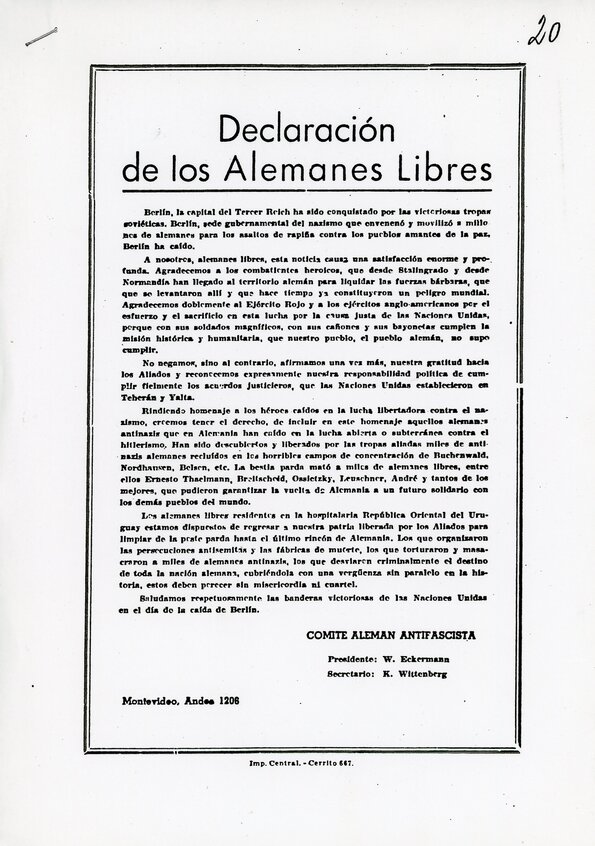 20
Declaración
de los Alemanes Libres
Berlín, la capital del Tercer Reich ha sido conquistado por las victoriosas tropas
soviéticas. Berlín, sede gubernamental del nazismo que envenenó y movilizó a millo
nes de alemanes para los asaltos de rapiña contra los pueblos amantes de la paz.
Berlín ha caído.
A nosotros, alemanes libres, esta noticia causa una satisfacción enorme y pro-
funda. Agradecemos a los combatientes heroicos, que desde Stalingrado y desde
Normandía han llegado al territorio alemán para liquidar las fuerzas bárbaras, que
que se levantaron allí y que hace tiempo ya constituyeron un peligro mundial.
Agradecemos doblemente al Ejército Rojo y a los ejércitos anglo-americanos por el
esfuerzo y el sacrificio en esta lucha por la causa justa de las Naciones Unidas,
porque con sus soldados magníficos, con sus cañones y sus bayonetas cumplen la
misión histórica y humanitaria, que nuestro pueblo, el pueblo alemán, no supo
cumplir.
No negamos, sino al contrario, afirmamos una vez más, nuestra gratitud hacia
los Aliados y reconocemos expresamente nuestra responsabilidad política de cum-
plir fielmente los acuerdos justicieros, que las Naciones Unidas establecieron en
Teherán y Yalta.
Rindiendo homenaje a los héroes caídos en la lucha libertadora contra el na-
zismo, creemos tener el derecho, de incluir en este homenaje aquellos alemanes
antinazis que en Alemania han caído en la lucha abierta o subterránea contra el
hitlerismo. Han sido descubiertos y liberados por las tropas aliadas miles de anti-
nazis alemanes recluidos en los horribles campos de concentración de Buchenwald,
Nordhausen, Belsen, etc. La bestia parda mató a miles de alemanes libres, entre
ellos Ernesto Thaelmann, Breitscheid, Ossietzky, Leuschner, André y tantos de los
mejores, que pudieron garantizar la vuelta de Alemania a un futuro solidario con
los demás pueblos del mundo.
Los alemanes libres residentes en la hospitalaria República Oriental del Uru-
guay estamos dispuestos de regresar a nuestra patria liberada por los Aliados para
limpiar de la peste parda hasta el último rincón de Alemania. Los que organizaron
las persecuciones antisemitas y las fábricas de muerte, los que torturaron y masa-
craron a miles de alemanes antinazis, los que desviaron criminalmente el destino
de toda la nación alemana, cubriéndola con una vergüenza sin paralelo en la his-
toria, estos deben perecer sin misericordia ni cuartel.
Saludamos respetuosamente las banderas victoriosas de las Naciones Unidas
en el día de la caída de Berlín.
COMITE ALEMAN ANTIFASCISTA
Presidente: W. Eckermann
Secretario: K. Wittenberg
Montevideo, Andes 1206
Imp. Central. - Cerrito 667.